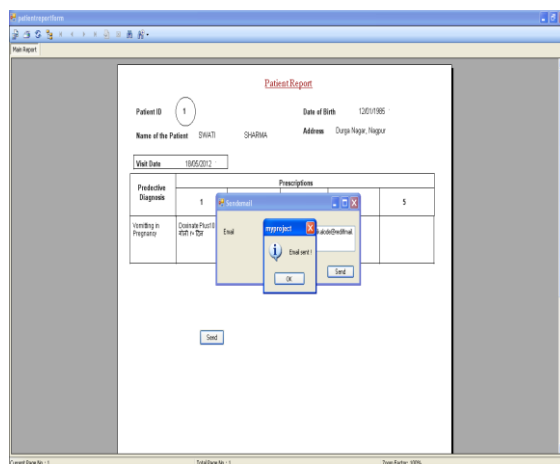 patientreportform
Main Report
Patient Report
Patient ID 1 Date of Birth 12/01/1985
Name of the Patient SWATI SHARMA Address Durga Nagar, Nagpur
Visit Date 18/05/2012
Predective Diagnosis
Prescriptions
1 5
Vomitting in Pregnancy
Sendemail
Email
Send
myproject
Email sent !
OK
Send
Current Page No : 1 Total Page No : 1 Zoom Factor: 100%